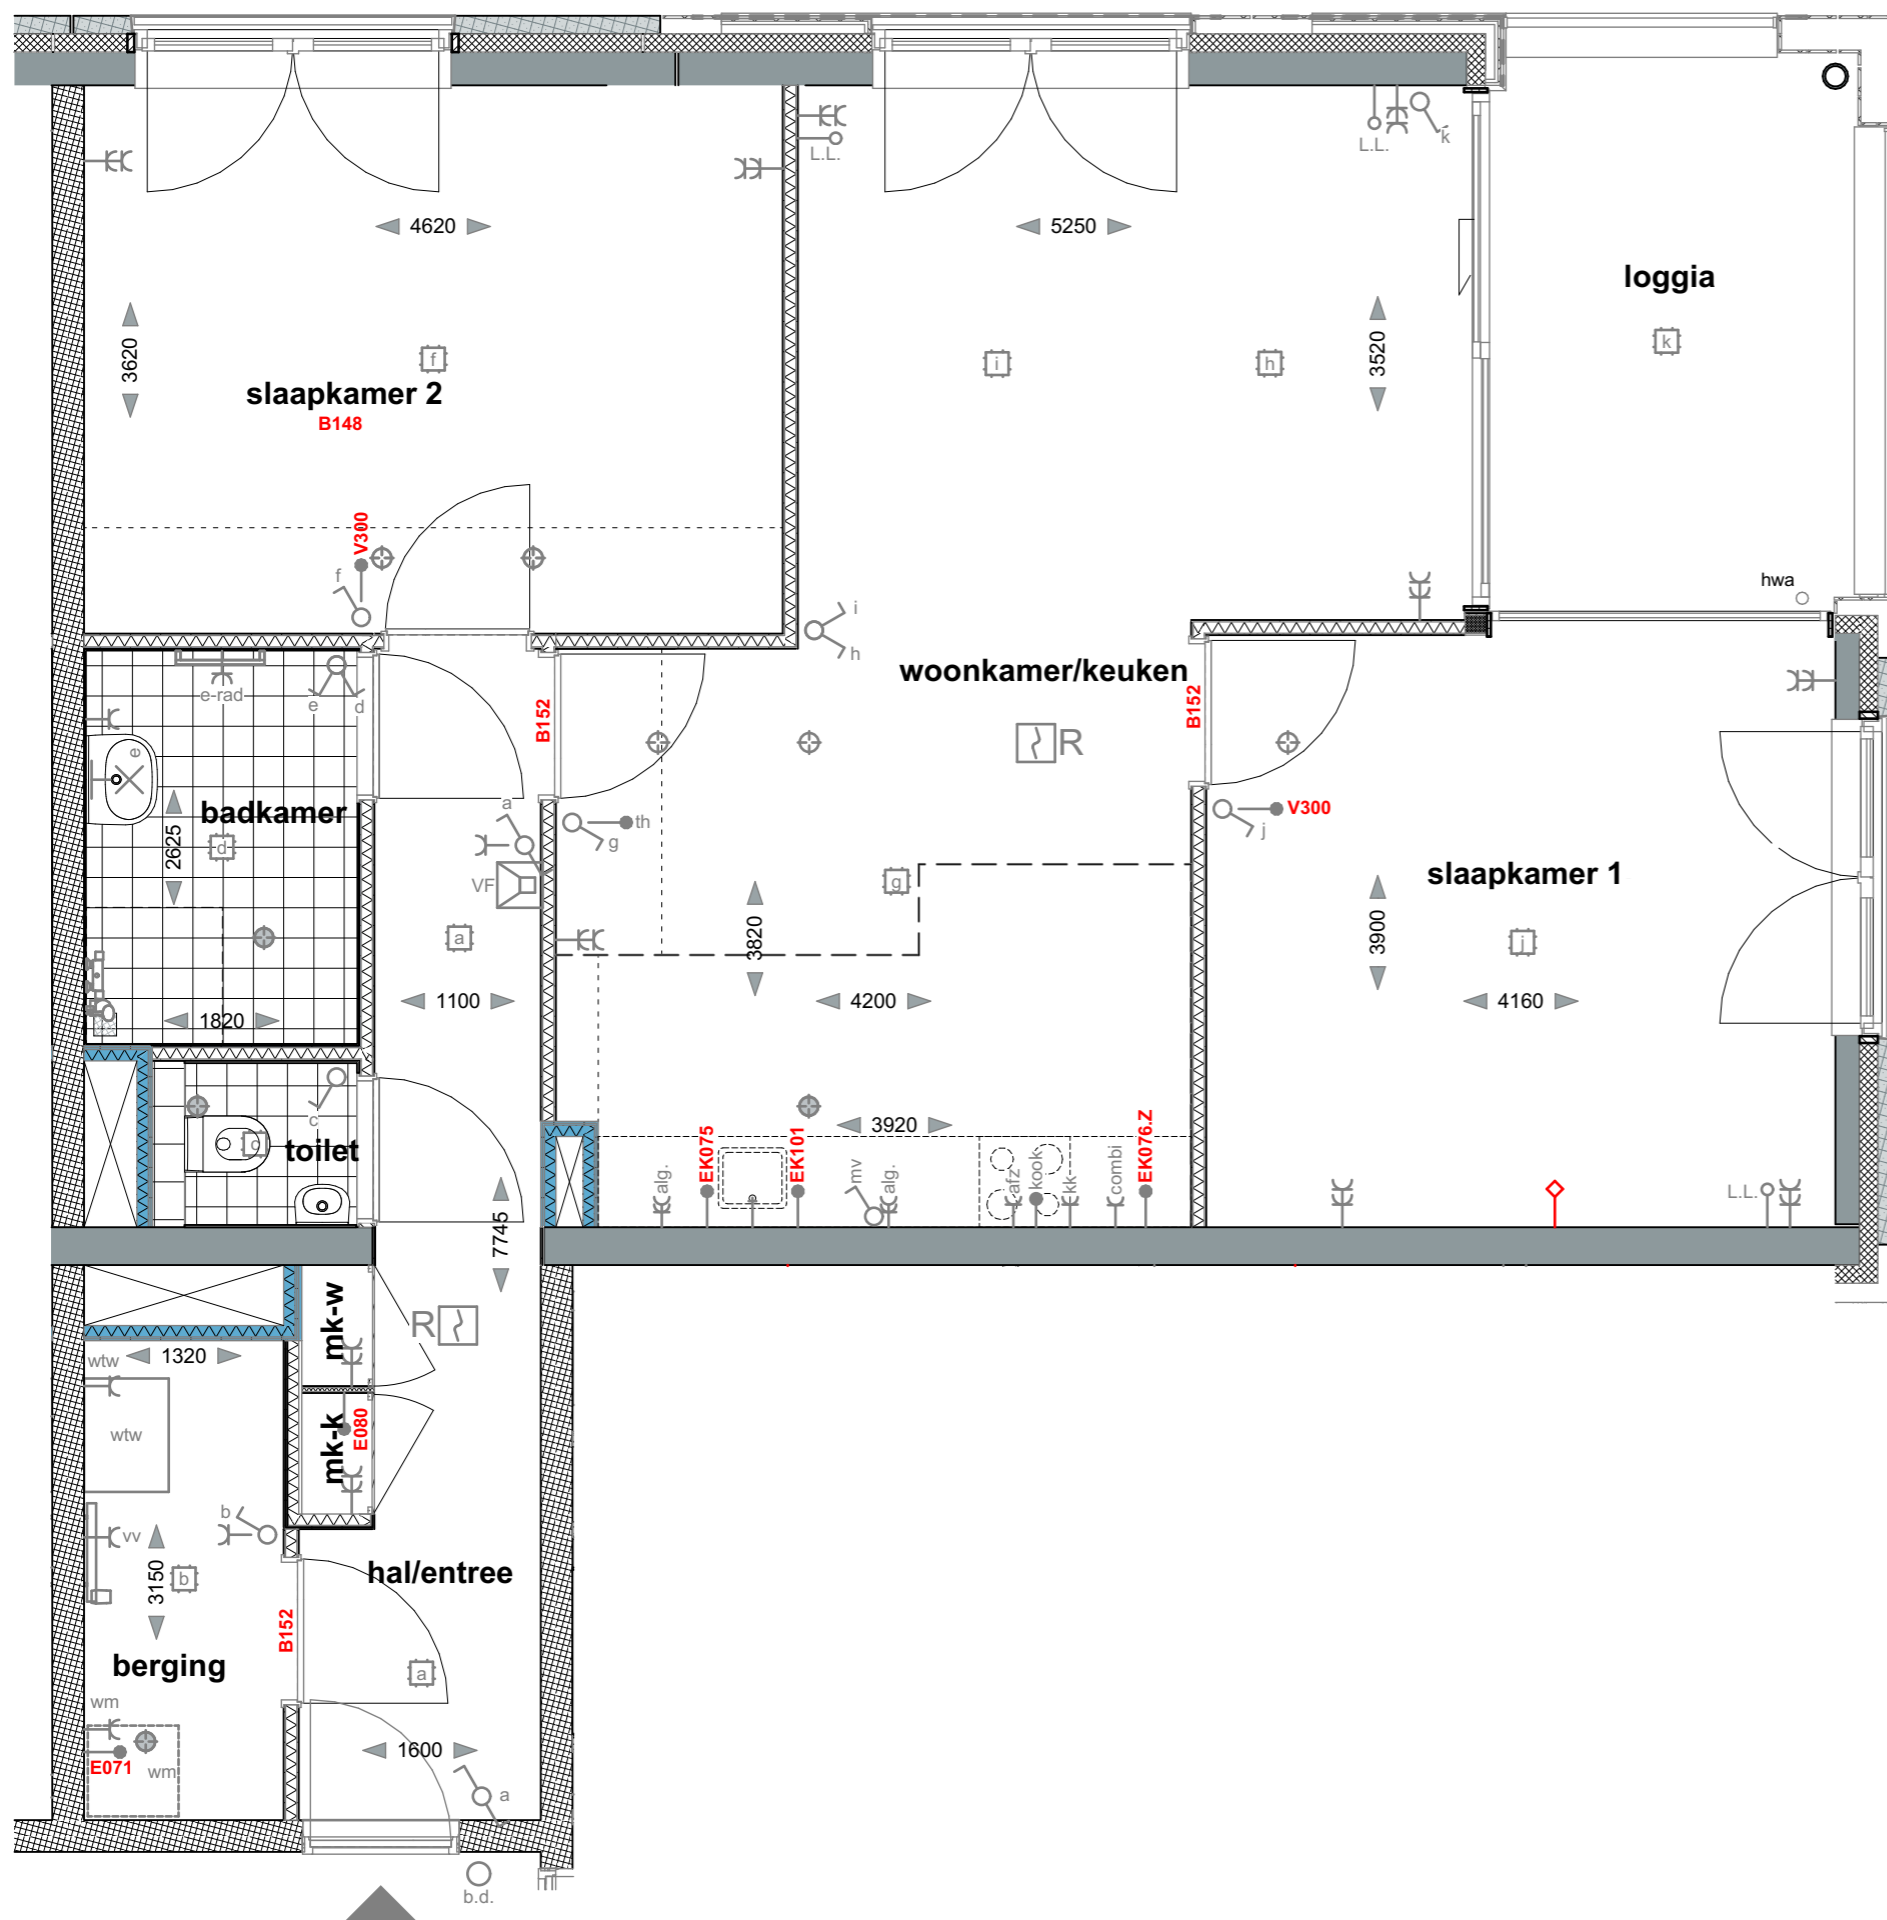 L.L.
L.L.
k
4620
5250
loggia
3620
f
i
h
3520
k
slaapkamer 2
B148
V300
f
hwa
i
h
woonkamer/keuken
e-rad
e
d
B152
B152
R
e
badkamer
a
th
g
V300
j
2625
d
VF
g
slaapkamer 1
a
3820
3900
j
1100
4200
4160
1820
c
c
toilet
3920
alg.
EK075
EK101
mv
alg.
afz
kook
kk
combi
EK076.Z
L.L.
7745
mk-w
R
wtw
1320
wtw
mk-k
E080
b
vv
3150
b
hal/entree
B152
berging
a
wm
E071
wm
1600
a
b.d.